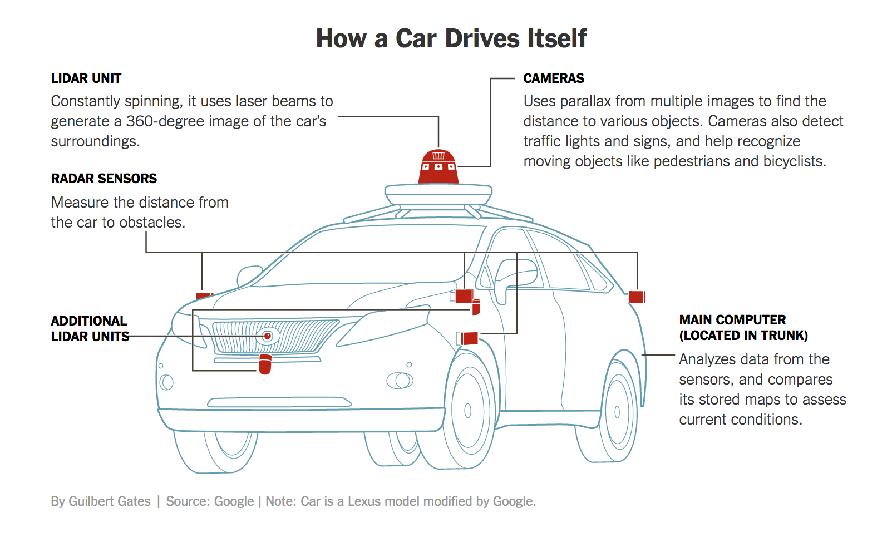 How a Car Drives Itself
LIDAR UNIT
Constantly spinning, it uses laser beams to
generate a 360-degree image of the car's
surroundings.
CAMERAS
Uses parallax from multiple images to find the
distance to various objects. Cameras also detect
traffic lights and signs, and help recognize
moving objects like pedestrians and bicyclists.
RADAR SENSORS
Measure the distance from
the car to obstacles.
ADDITIONAL
LIDAR UNITS
MAIN COMPUTER
(LOCATED IN TRUNK)
Analyzes data from the
sensors, and compares
its stored maps to assess
current conditions.
By Guilbert Gates | Source: Google | Note: Car is a Lexus model modified by Google.